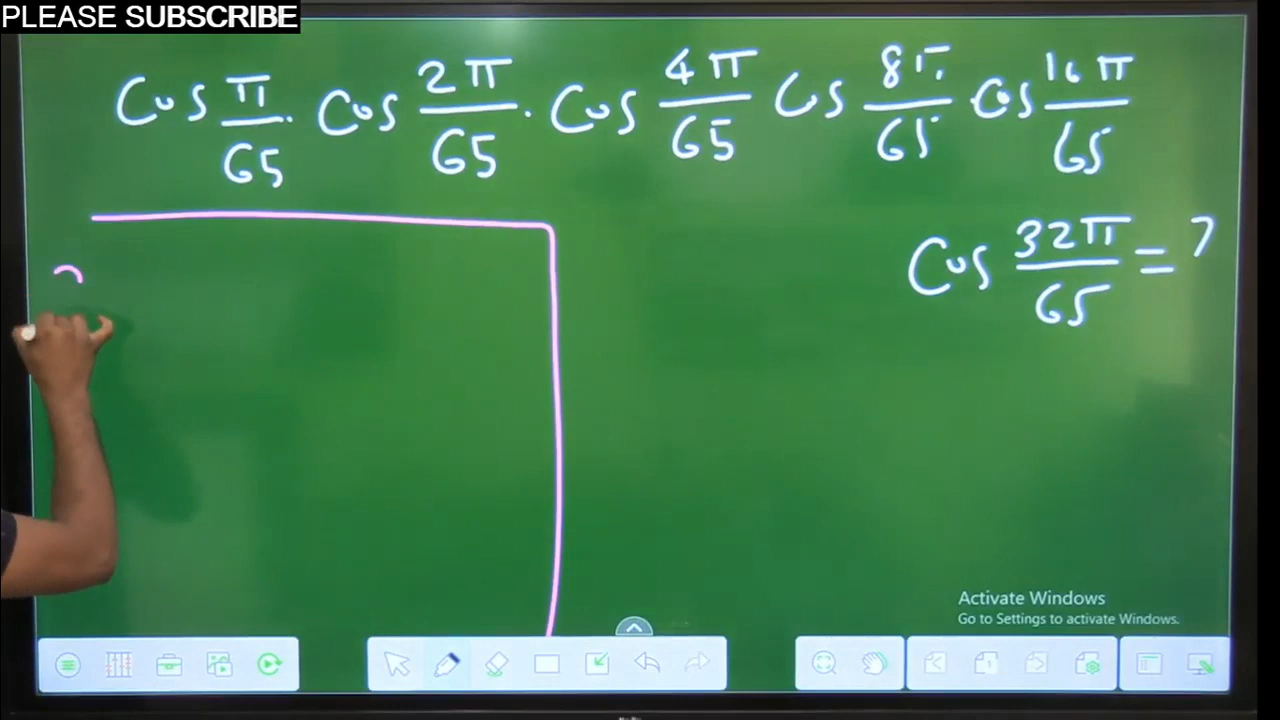 PLEASE SUBSCRIBE
Cos π/65 . Cos 2π/65 . Cos 4π/65 Cos 8π/65 . Cos 16π/65
Cos 32π/65 = ?
Activate Windows
Go to Settings to activate Windows.